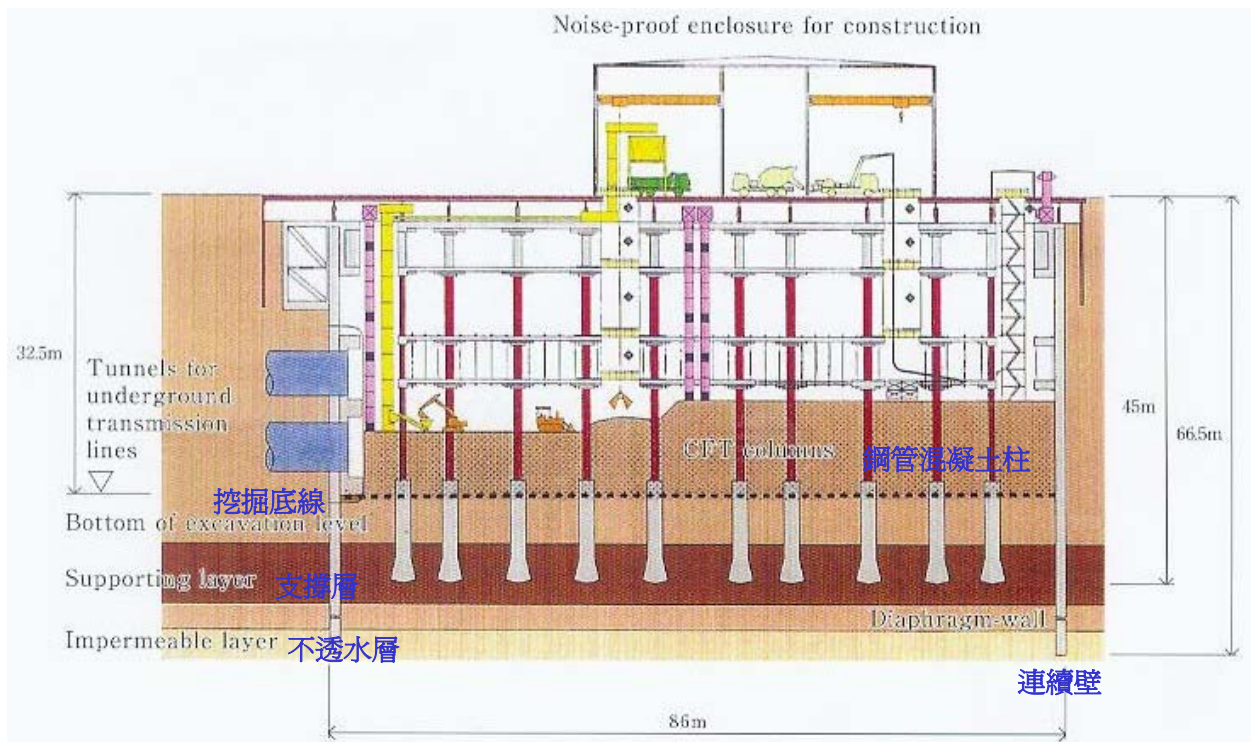 Noise-proof enclosure for construction
32.5m
Tunnels for
underground
transmission
lines
CFT columns
鋼管混凝土柱
45m
66.5m
挖掘底線
Bottom of excavation level
Supporting layer
支撐層
Diaphragm-wall
Impermeable layer
不透水層
連續壁
86m